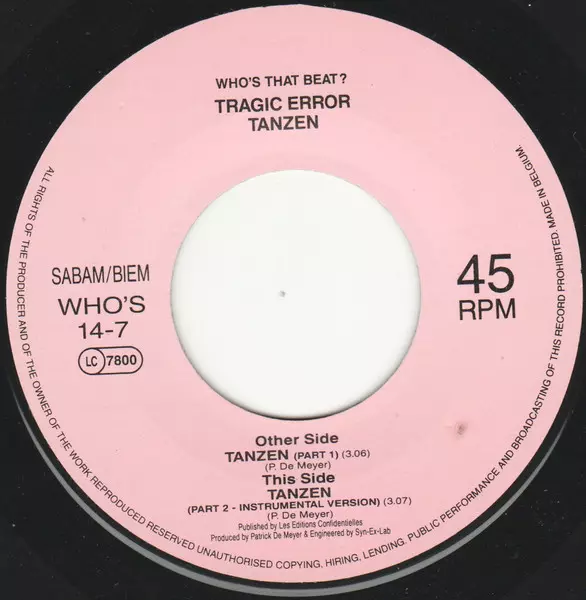 WHO'S THAT BEAT?
TRAGIC ERROR
TANZEN
SABAM/BIEM
WHO'S
14-7
LC 7800
45
RPM
Other Side
TANZEN (PART 1) (3.06)
(P. De Meyer)
This Side
TANZEN
(PART 2 - INSTRUMENTAL VERSION) (3.07)
(P. De Meyer)
Published by Les Editions Confidentielles
Produced by Patrick De Meyer & Engineered by Syn-Ex-Lab
ALL RIGHTS OF THE PRODUCER AND OF THE OWNER OF THE WORK REPRODUCED RESERVED UNAUTHORISED COPYING, HIRING, LENDING, PUBLIC PERFORMANCE AND BROADCASTING OF THIS RECORD PROHIBITED. MADE IN BELGIUM.